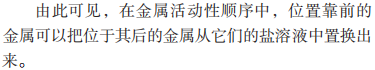 由此可见，在金属活动性顺序中，位置靠前的
金属可以把位于其后的金属从它们的盐溶液中置换出
来。